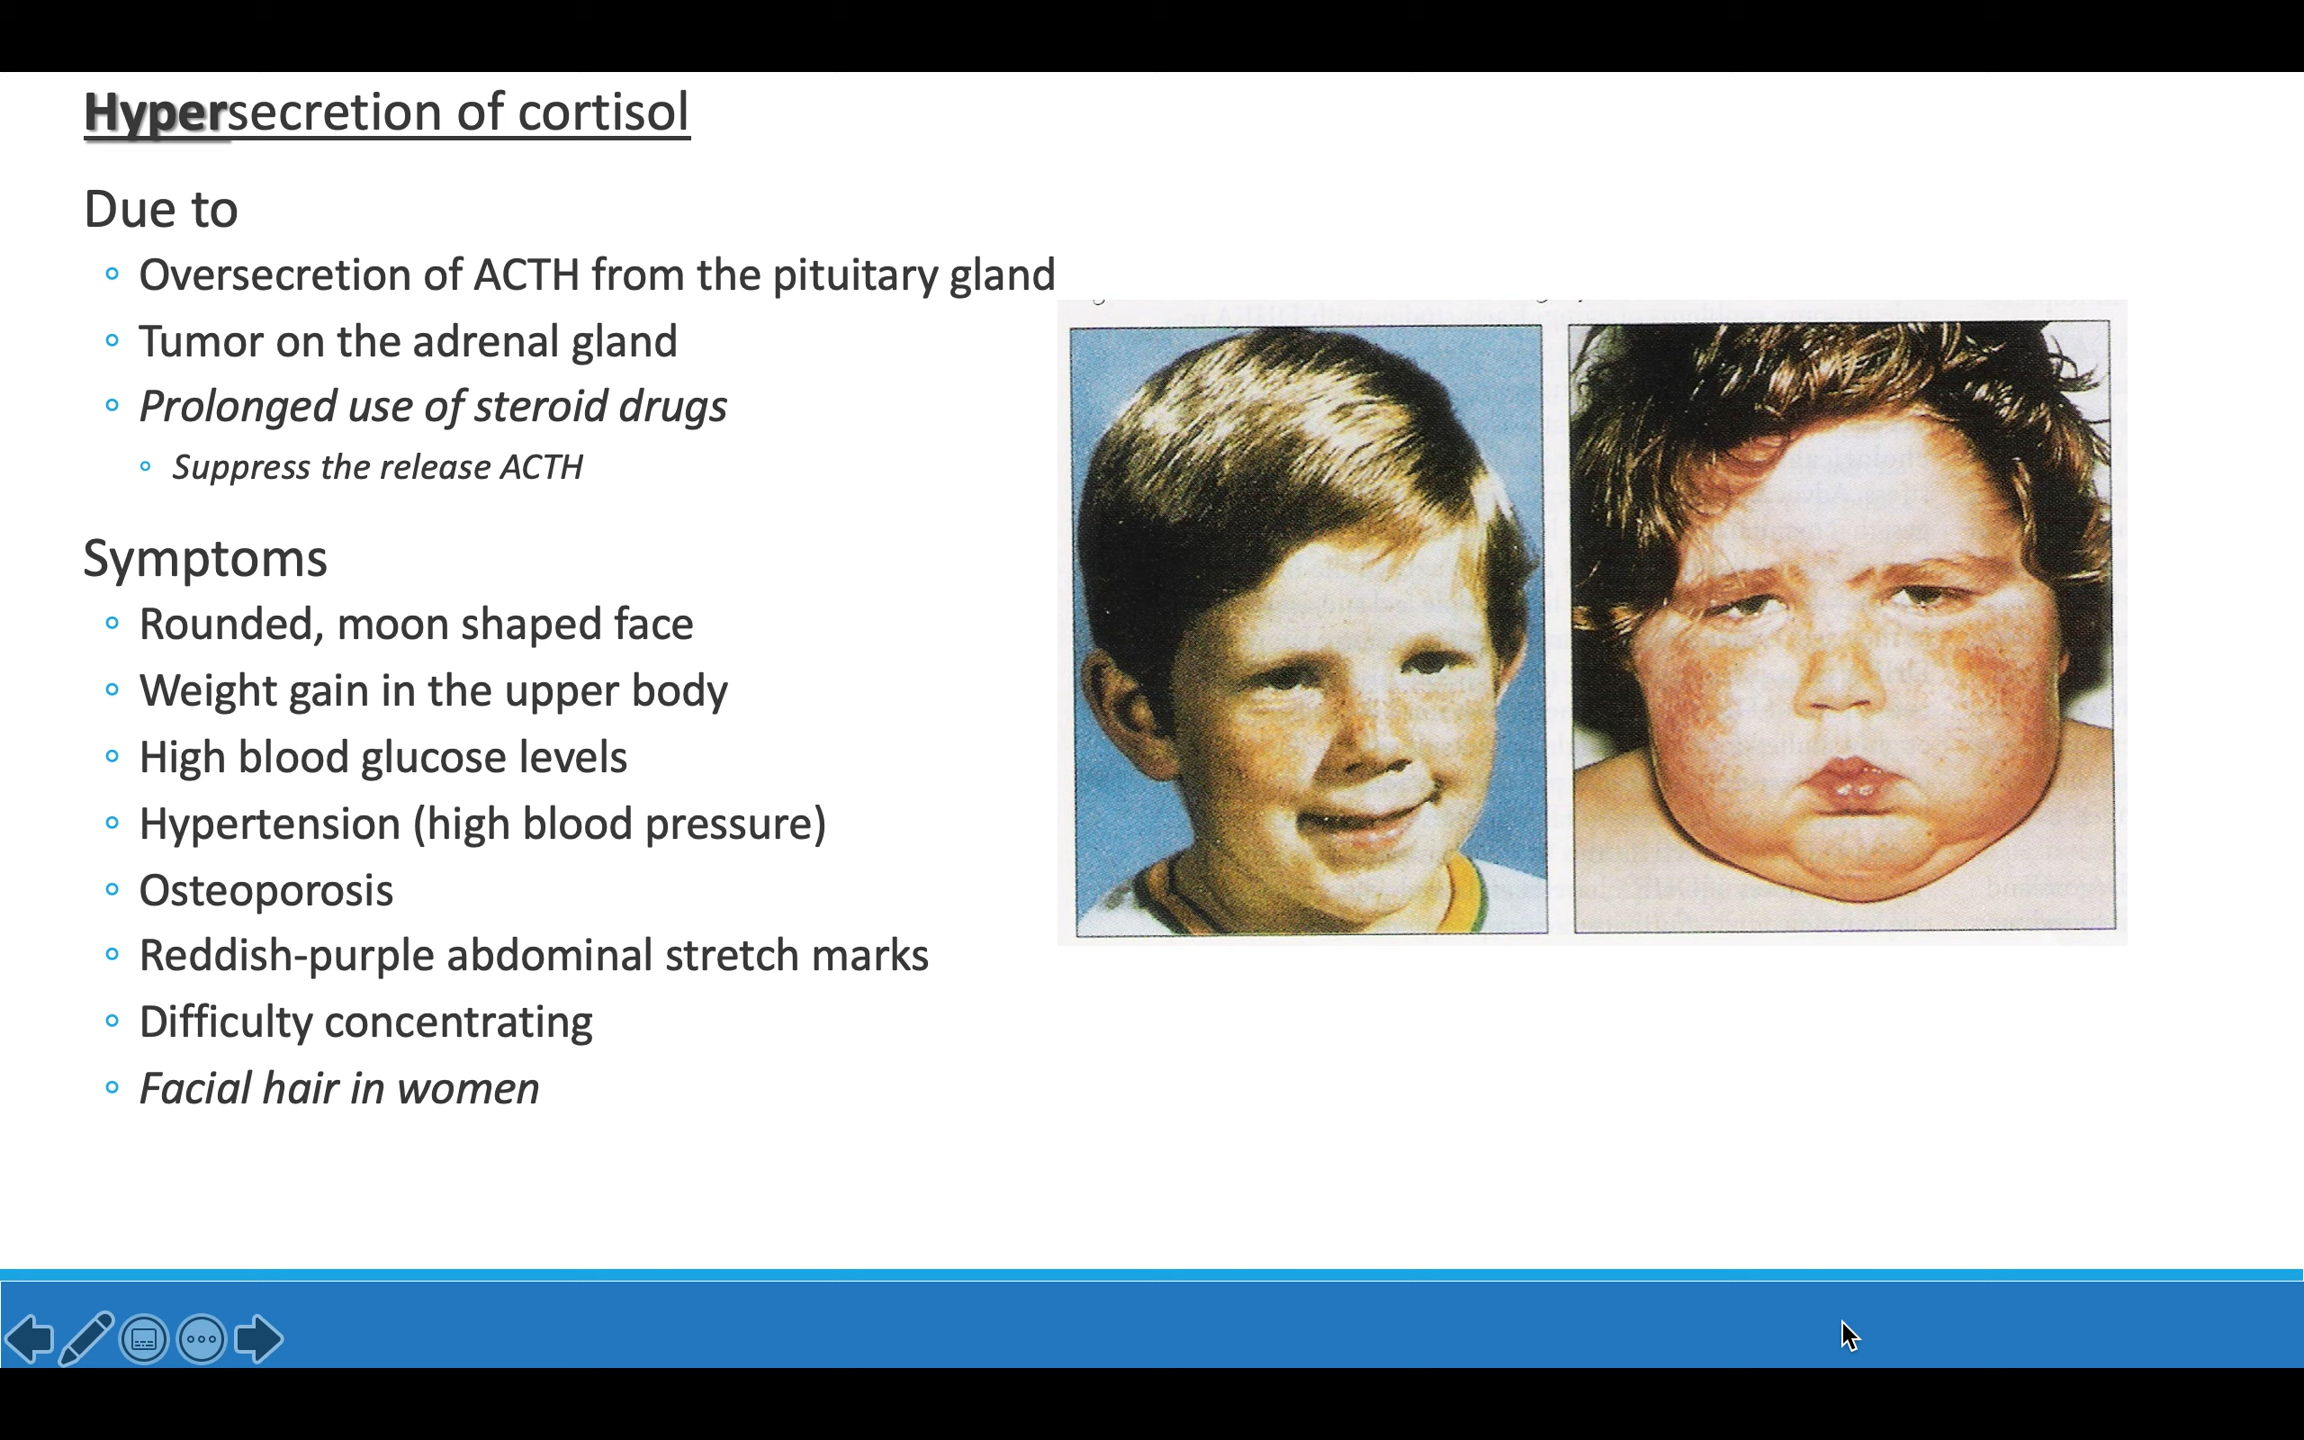 Hypersecretion of cortisol
Due to
Oversecretion of ACTH from the pituitary gland
Tumor on the adrenal gland
Prolonged use of steroid drugs
Suppress the release ACTH
Symptoms
Rounded, moon shaped face
Weight gain in the upper body
High blood glucose levels
Hypertension (high blood pressure)
Osteoporosis
Reddish-purple abdominal stretch marks
Difficulty concentrating
Facial hair in women